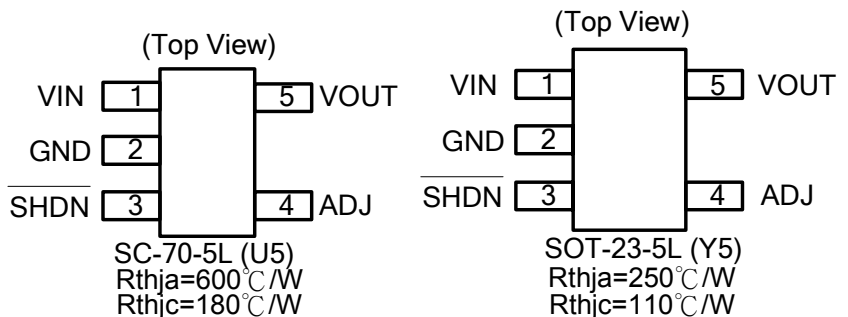 (Top View)
VIN 1 5 VOUT
GND 2
SHDN 3 4 ADJ
SC-70-5L (U5)
Rthja=600℃/W
Rthjc=180℃/W
(Top View)
VIN 1 5 VOUT
GND 2
SHDN 3 4 ADJ
SOT-23-5L (Y5)
Rthja=250℃/W
Rthjc=110℃/W